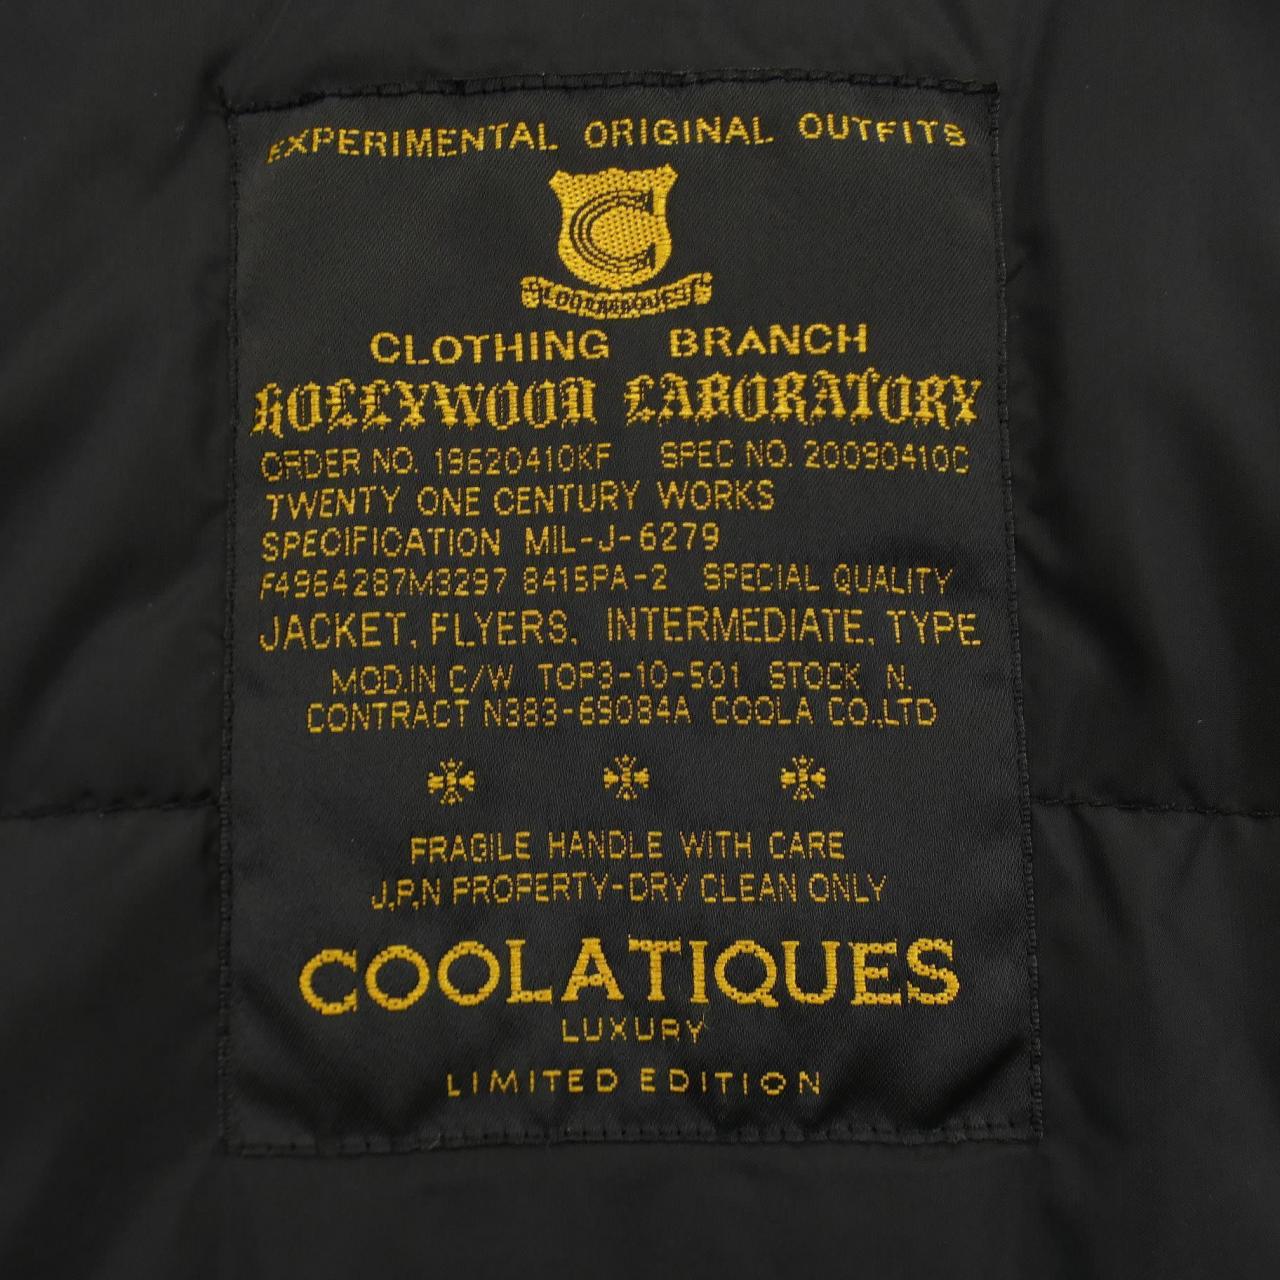 EXPERIMENTAL ORIGINAL OUTFITS
C
CLOTHING BRANCH
HOLLYWOOD LABORATORY
ORDER NO. 19620410KF SPEC NO. 20090410C
TWENTY ONE CENTURY WORKS
SPECIFICATION MIL-J-6279
F4964287M3297 8415PA-2 SPECIAL QUALITY
JACKET, FLYERS, INTERMEDIATE, TYPE
MOD.IN C/W TOP3-10-501 STOCK N.
CONTRACT N383-69084A COOLA CO.,LTD
FRAGILE HANDLE WITH CARE
J.P.N PROPERTY-DRY CLEAN ONLY
COOLATIQUES
LUXURY
LIMITED EDITION